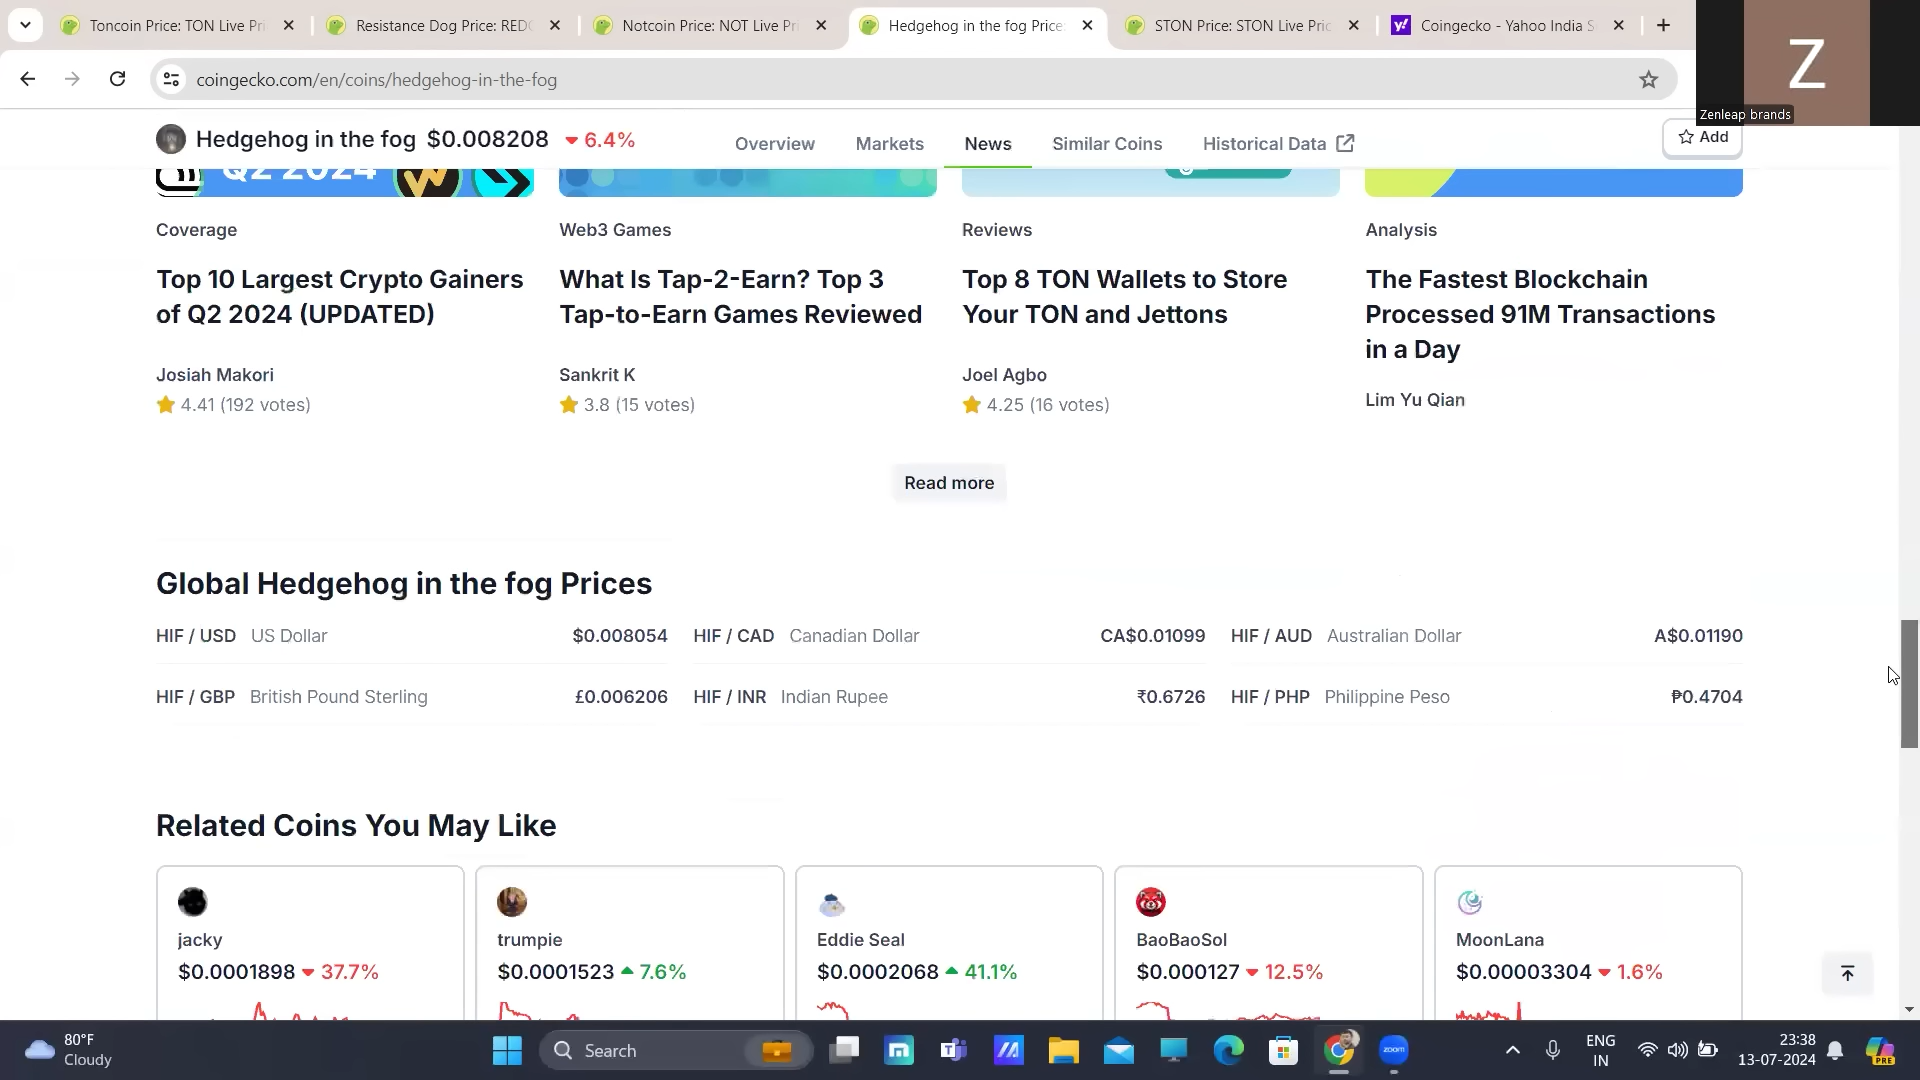 Toncoin Price: TON Live Pri
Resistance Dog Price: REDO
Notcoin Price: NOT Live Pri
Hedgehog in the fog Price:
STON Price: STON Live Pric
Coingecko - Yahoo India S
coingecko.com/en/coins/hedgehog-in-the-fog
Z
Zenleap brands
Hedgehog in the fog $0.008208 6.4%
Overview Markets News Similar Coins Historical Data
Add
Q2 2024
Coverage
Top 10 Largest Crypto Gainers
of Q2 2024 (UPDATED)
Josiah Makori
4.41 (192 votes)
Web3 Games
What Is Tap-2-Earn? Top 3
Tap-to-Earn Games Reviewed
Sankrit K
3.8 (15 votes)
Reviews
Top 8 TON Wallets to Store
Your TON and Jettons
Joel Agbo
4.25 (16 votes)
Analysis
The Fastest Blockchain
Processed 91M Transactions
in a Day
Lim Yu Qian
Read more
Global Hedgehog in the fog Prices
HIF / USD US Dollar $0.008054
HIF / CAD Canadian Dollar CA$0.01099
HIF / AUD Australian Dollar A$0.01190
HIF / GBP British Pound Sterling £0.006206
HIF / INR Indian Rupee ₹0.6726
HIF / PHP Philippine Peso ₱0.4704
Related Coins You May Like
jacky
$0.0001898 37.7%
trumpie
$0.0001523 7.6%
Eddie Seal
$0.0002068 41.1%
BaoBaoSol
$0.000127 12.5%
MoonLana
$0.00003304 1.6%
80°F
Cloudy
Search
zoom
ENG
IN
23:38
13-07-2024
PRE